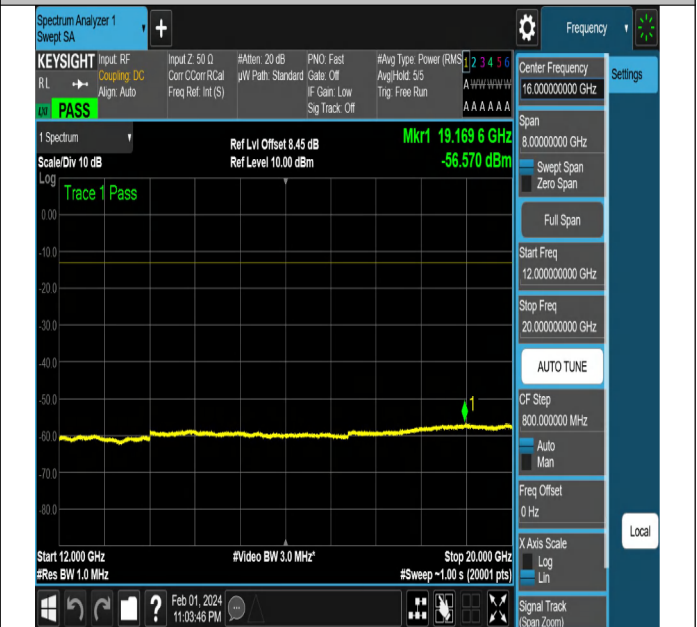 Spectrum Analyzer 1
Swept SA
Frequency
KEYSIGHT
RL
PASS
Input: RF
Coupling: DC
Align: Auto
Input Z: 50 Ω
Corr CCorr RCal
Freq Ref: Int (S)
#Atten: 20 dB
µW Path: Standard
PNO: Fast
Gate: Off
IF Gain: Low
Sig Track: Off
#Avg Type: Power (RMS
Avg|Hold: 5/5
Trig: Free Run
1 2 3 4 5 6
A W W W W W
A A A A A A
1 Spectrum
Scale/Div 10 dB
Ref Lvl Offset 8.45 dB
Ref Level 10.00 dBm
Mkr1 19.169 6 GHz
-56.570 dBm
Log
Trace 1 Pass
0.00
-10.0
-20.0
-30.0
-40.0
-50.0
-60.0
-70.0
-80.0
1
Start 12.000 GHz
#Res BW 1.0 MHz
#Video BW 3.0 MHz*
Stop 20.000 GHz
#Sweep ~1.00 s (20001 pts)
Feb 01, 2024
11:03:46 PM
Center Frequency
16.000000000 GHz
Settings
Span
8.00000000 GHz
Swept Span
Zero Span
Full Span
Start Freq
12.000000000 GHz
Stop Freq
20.000000000 GHz
AUTO TUNE
CF Step
800.000000 MHz
Auto
Man
Freq Offset
0 Hz
X Axis Scale
Log
Lin
Local
Signal Track
(Span Zoom)